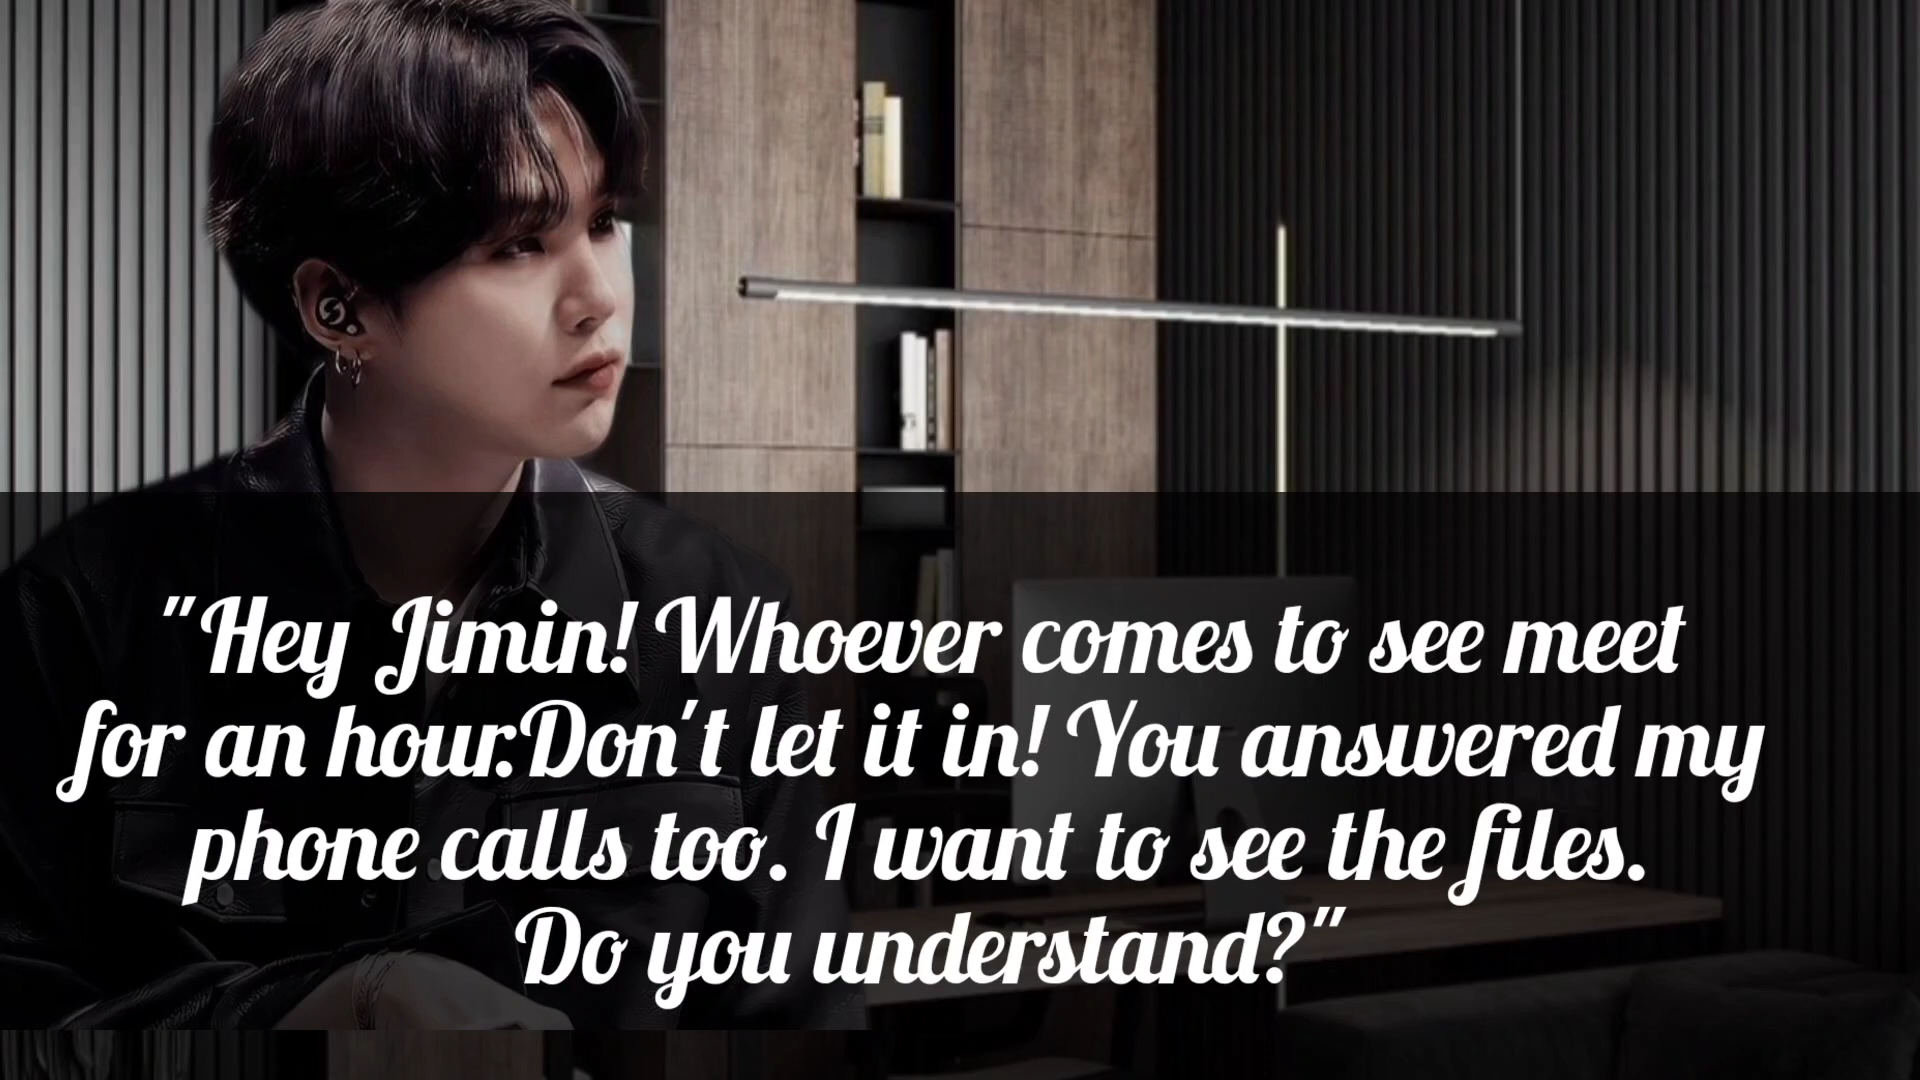 "Hey Jimin! Whoever comes to see meet
for an hour.Don't let it in! You answered my
phone calls too. I want to see the files.
Do you understand?"